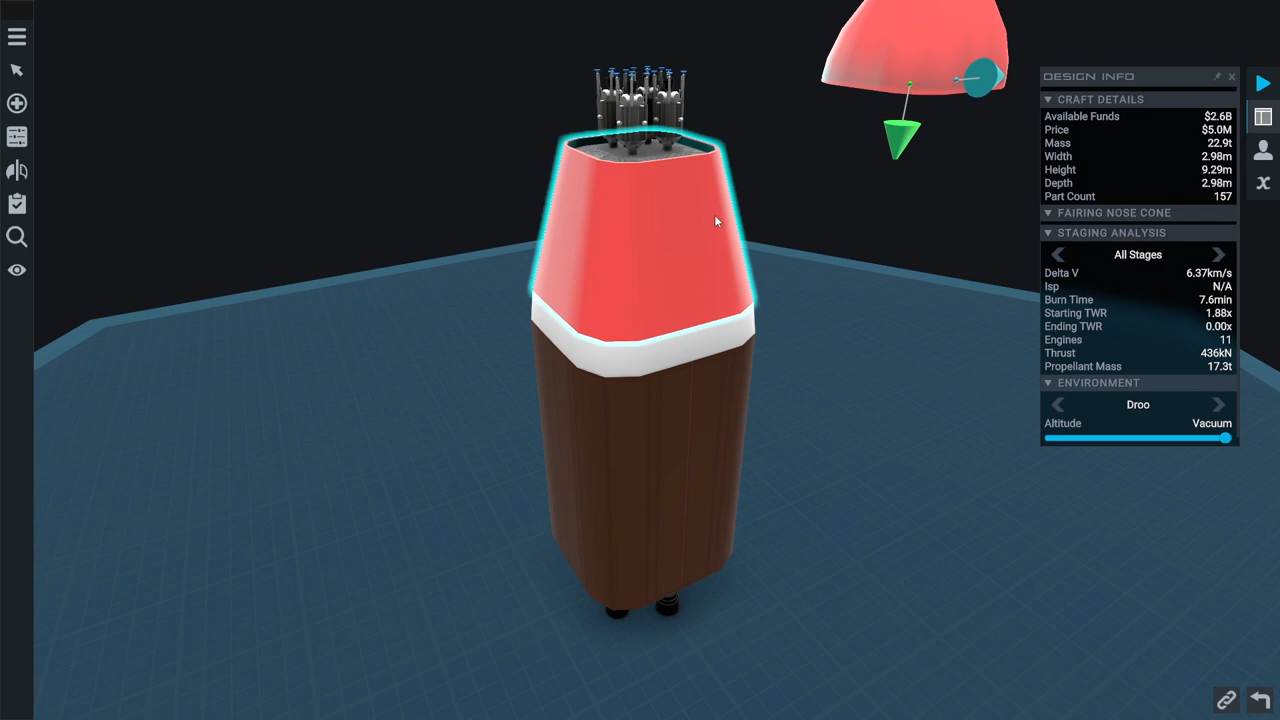 DESIGN INFO
CRAFT DETAILS
Available Funds $2.6B
Price $5.0M
Mass 22.9t
Width 2.98m
Height 9.29m
Depth 2.98m
Part Count 157
FAIRING NOSE CONE
STAGING ANALYSIS
All Stages
Delta V 6.37km/s
Isp N/A
Burn Time 7.6min
Starting TWR 1.88x
Ending TWR 0.00x
Engines 11
Thrust 436kN
Propellant Mass 17.3t
ENVIRONMENT
Droo
Altitude Vacuum